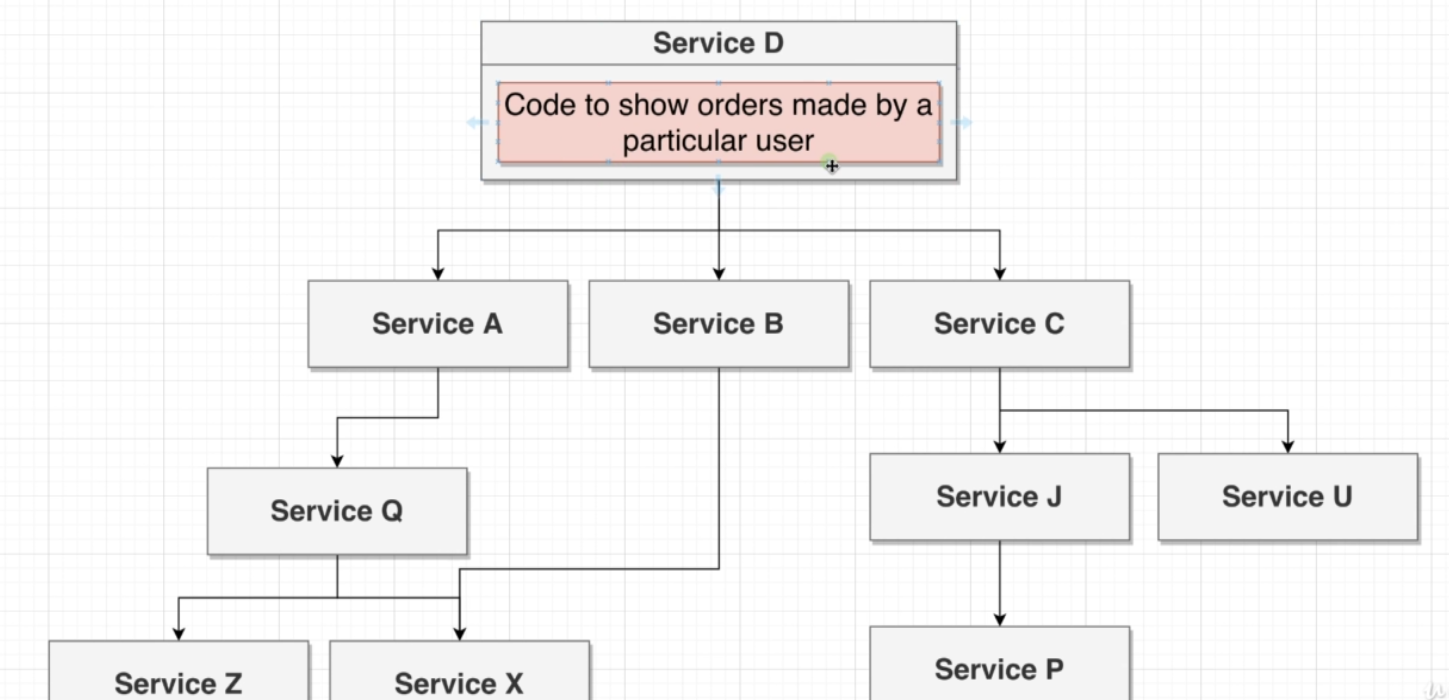 Service D
Code to show orders made by a
particular user
Service A
Service B
Service C
Service Q
Service J
Service U
Service Z
Service X
Service P